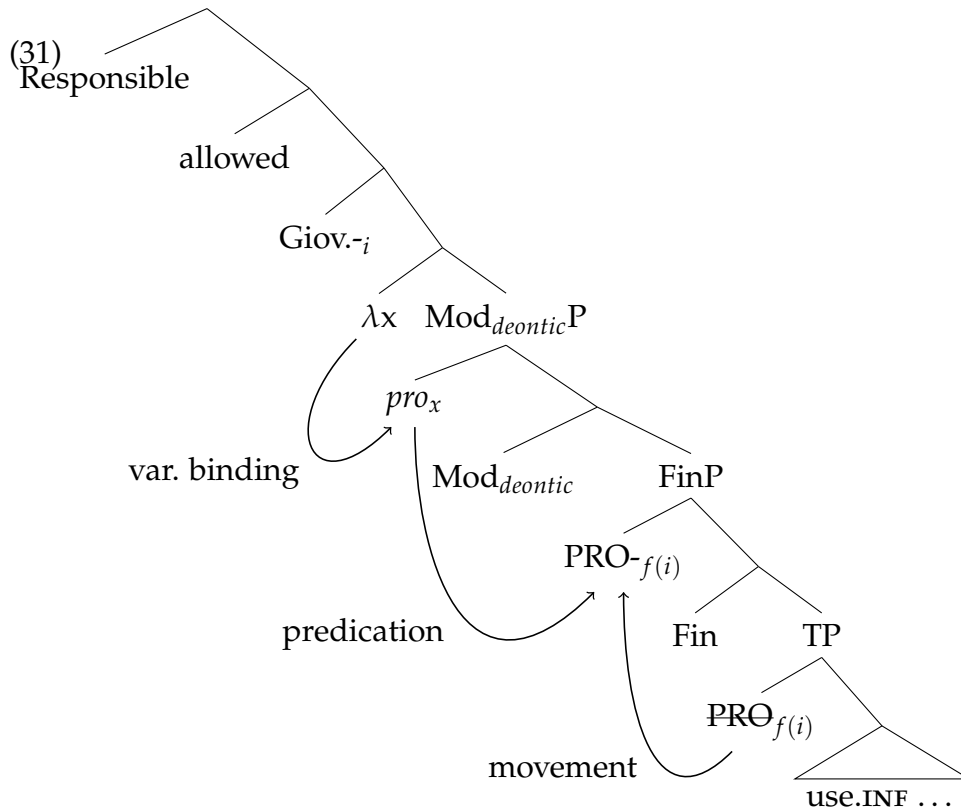 (31)
Responsible
allowed
Giov.-i
λx Mod_deontic P
pro_x
var. binding
Mod_deontic FinP
PRO-f(i)
predication
Fin TP
PRO_f(i)
movement
use.INF ...